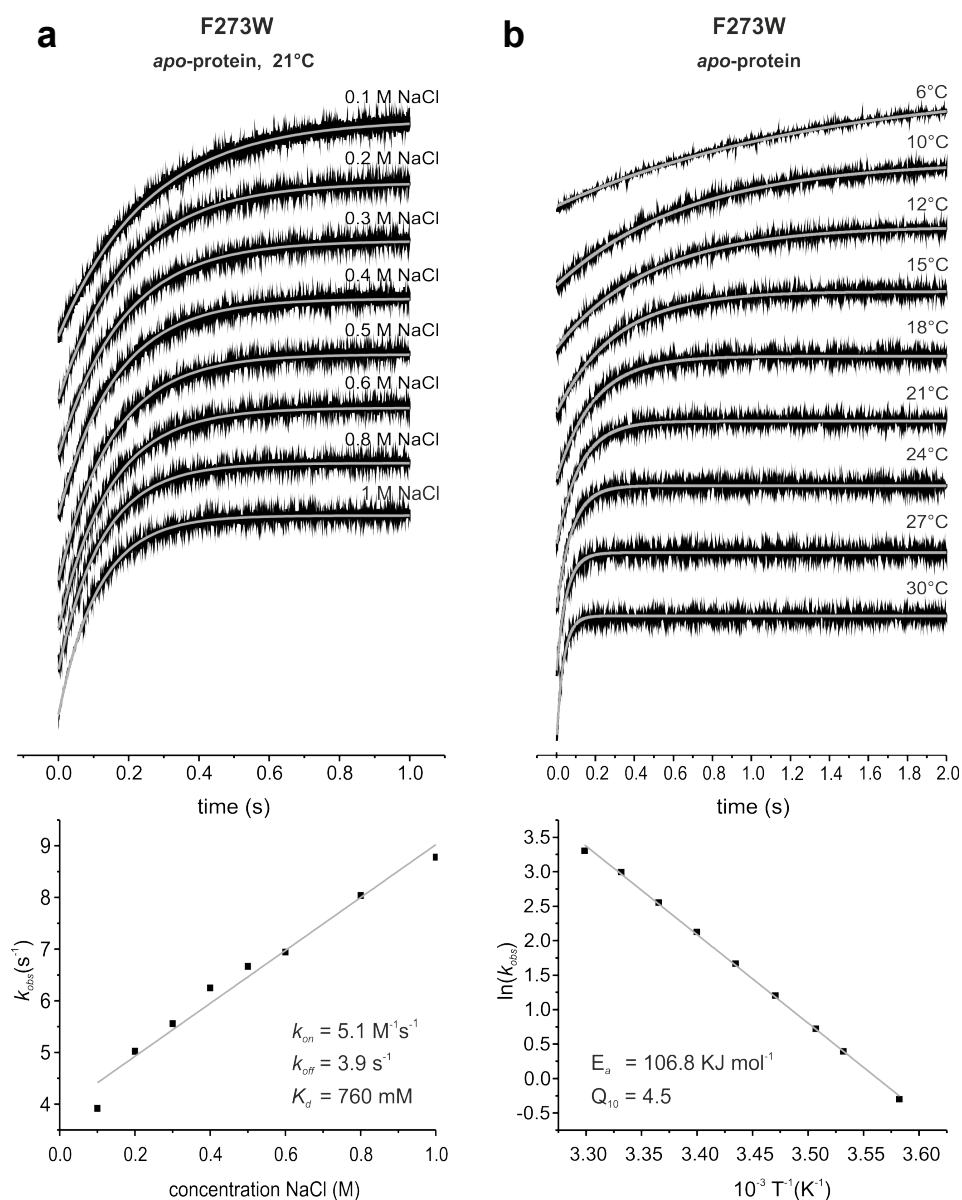 a
F273W
apo-protein, 21°C
0.1 M NaCl
0.2 M NaCl
0.3 M NaCl
0.4 M NaCl
0.5 M NaCl
0.6 M NaCl
0.8 M NaCl
1 M NaCl
0.0 0.2 0.4 0.6 0.8 1.0
time (s)
9
8
7
6
5
4
k_obs(s⁻¹)
k_on = 5.1 M⁻¹s⁻¹
k_off = 3.9 s⁻¹
K_d = 760 mM
0.0 0.2 0.4 0.6 0.8 1.0
concentration NaCl (M)
b
F273W
apo-protein
6°C
10°C
12°C
15°C
18°C
21°C
24°C
27°C
30°C
0.0 0.2 0.4 0.6 0.8 1.0 1.2 1.4 1.6 1.8 2.0
time (s)
3.5
3.0
2.5
2.0
1.5
1.0
0.5
0.0
-0.5
ln(k_obs)
E_a = 106.8 KJ mol⁻¹
Q₁₀ = 4.5
3.30 3.35 3.40 3.45 3.50 3.55 3.60
10⁻³ T⁻¹(K⁻¹)